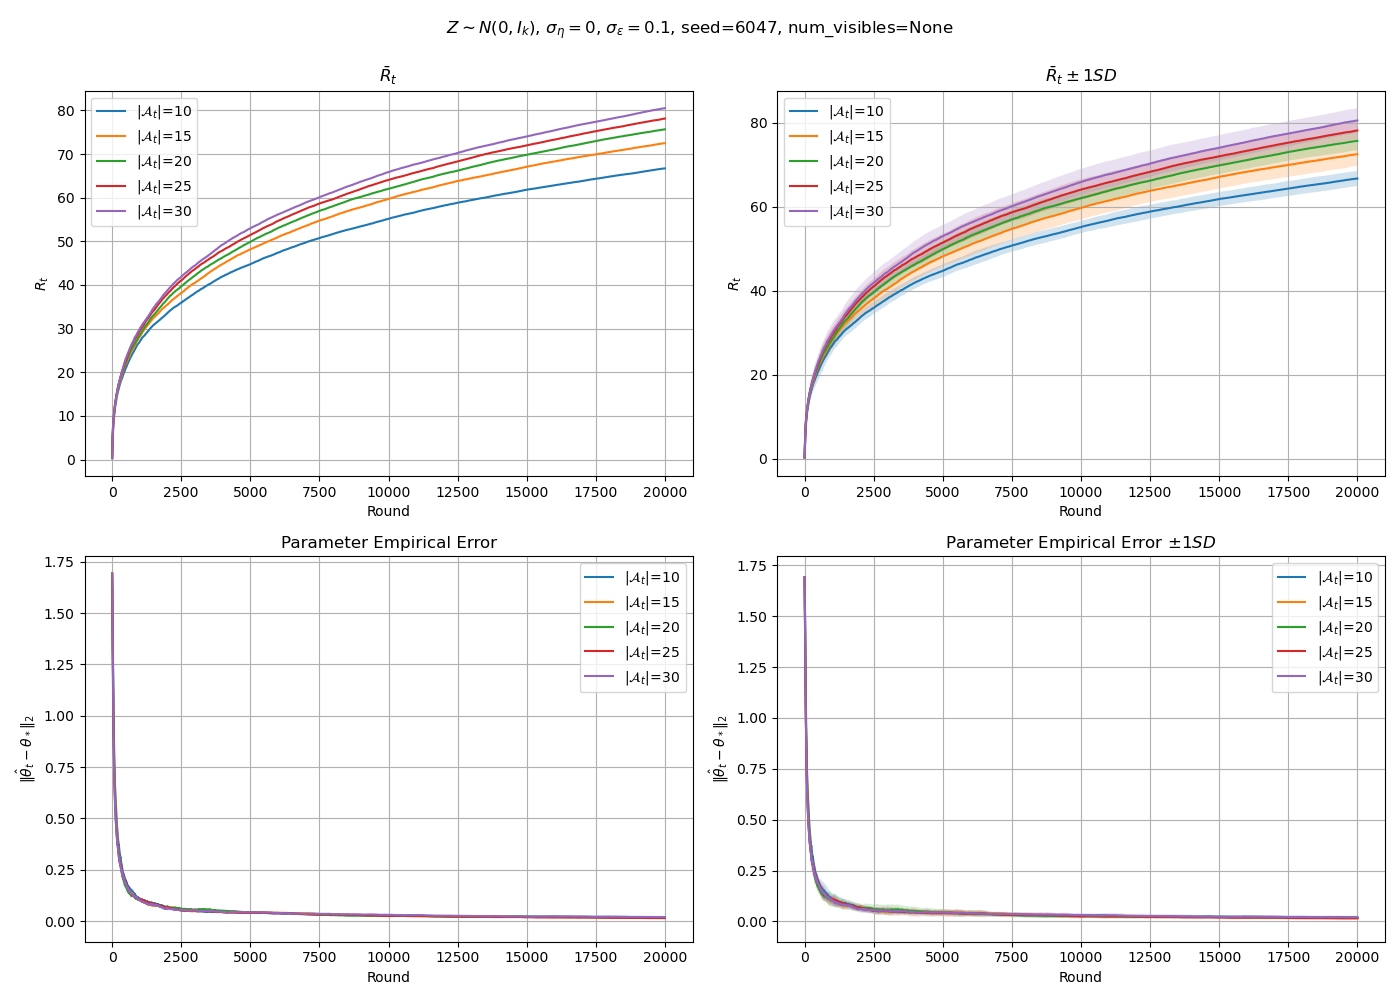 Z ∼ N(0, I_k), σ_η = 0, σ_ε = 0.1, seed=6047, num_visibles=None
R̄_t
R_t
80
70
60
50
40
30
20
10
0
|𝒜_t|=10
|𝒜_t|=15
|𝒜_t|=20
|𝒜_t|=25
|𝒜_t|=30
0 2500 5000 7500 10000 12500 15000 17500 20000
Round
R̄_t ± 1SD
R_t
80
60
40
20
0
|𝒜_t|=10
|𝒜_t|=15
|𝒜_t|=20
|𝒜_t|=25
|𝒜_t|=30
0 2500 5000 7500 10000 12500 15000 17500 20000
Round
Parameter Empirical Error
‖θ̂_t − θ_*‖_2
1.75
1.50
1.25
1.00
0.75
0.50
0.25
0.00
|𝒜_t|=10
|𝒜_t|=15
|𝒜_t|=20
|𝒜_t|=25
|𝒜_t|=30
0 2500 5000 7500 10000 12500 15000 17500 20000
Round
Parameter Empirical Error ±1SD
‖θ̂_t − θ_*‖_2
1.75
1.50
1.25
1.00
0.75
0.50
0.25
0.00
|𝒜_t|=10
|𝒜_t|=15
|𝒜_t|=20
|𝒜_t|=25
|𝒜_t|=30
0 2500 5000 7500 10000 12500 15000 17500 20000
Round